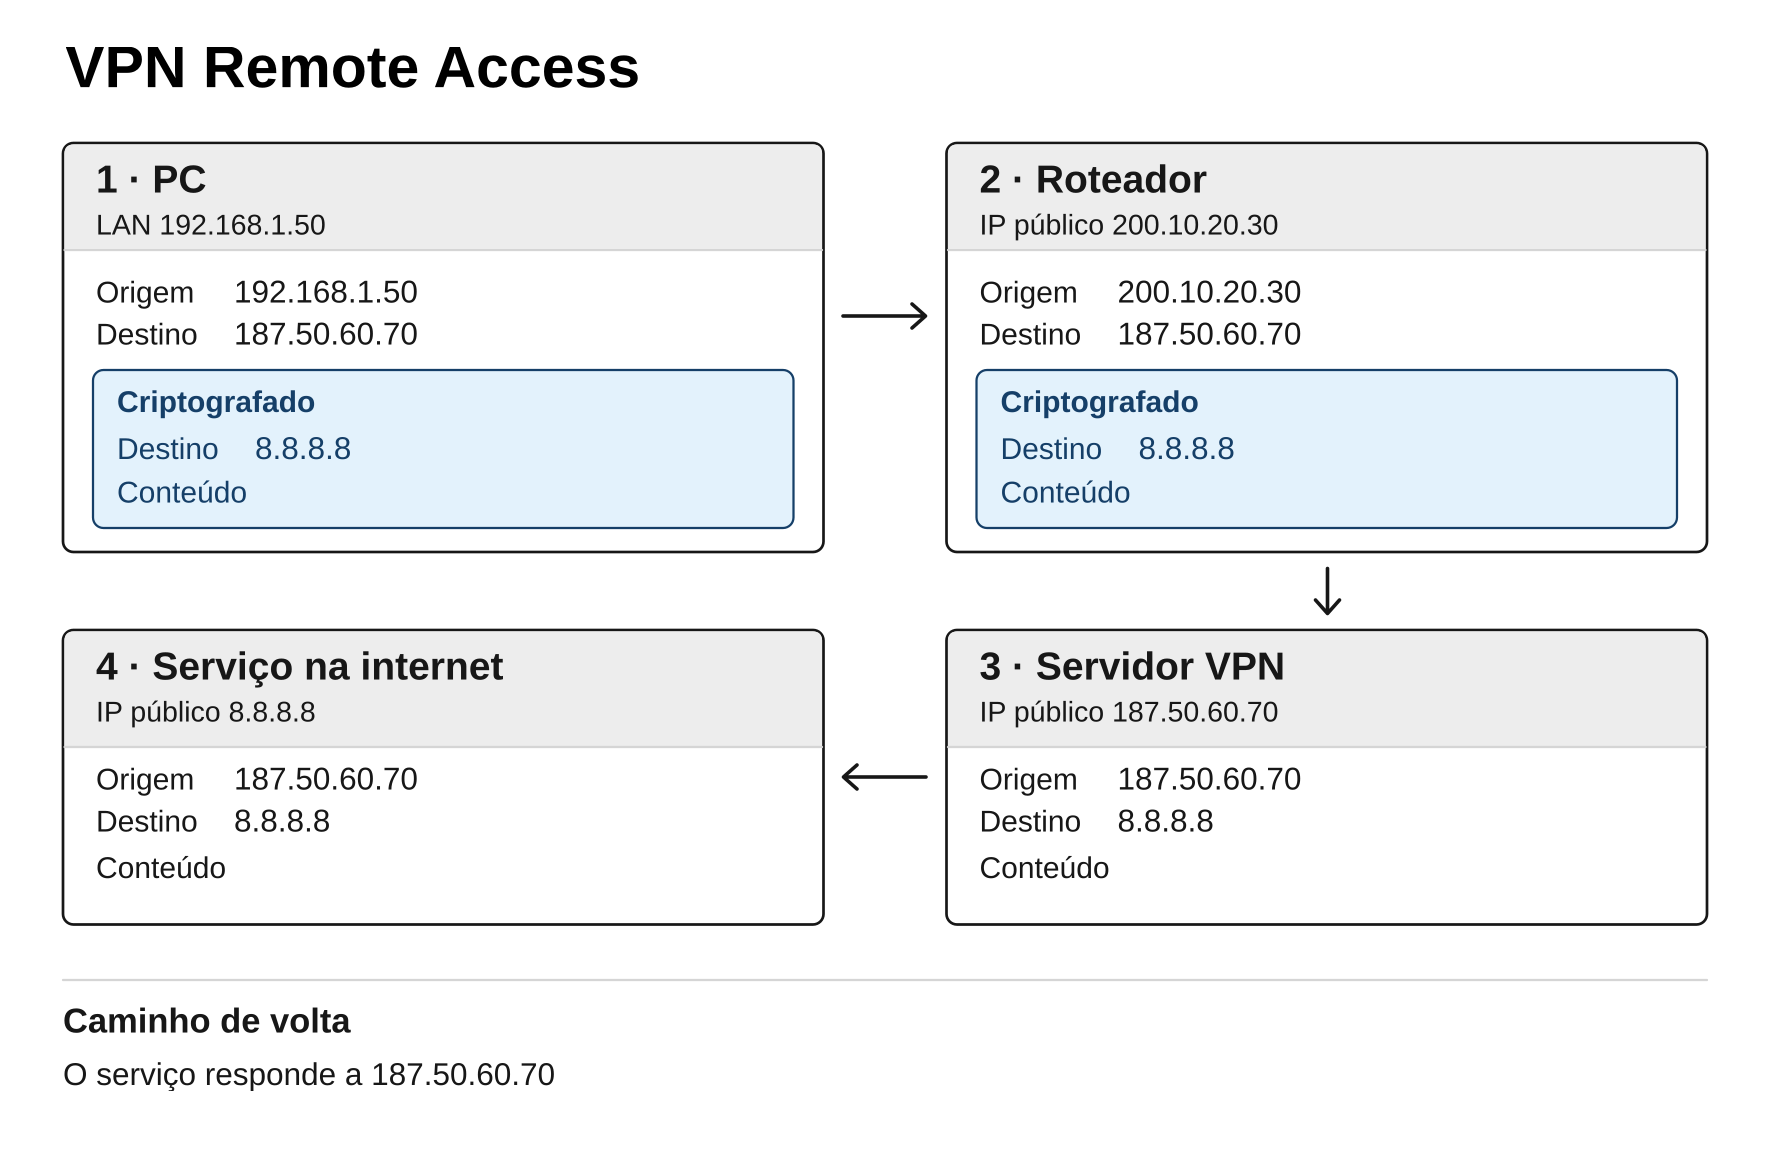 VPN Remote Access
1 · PC
LAN 192.168.1.50
Origem 192.168.1.50
Destino 187.50.60.70
Criptografado
Destino 8.8.8.8
Conteúdo
2 · Roteador
IP público 200.10.20.30
Origem 200.10.20.30
Destino 187.50.60.70
Criptografado
Destino 8.8.8.8
Conteúdo
3 · Servidor VPN
IP público 187.50.60.70
Origem 187.50.60.70
Destino 8.8.8.8
Conteúdo
4 · Serviço na internet
IP público 8.8.8.8
Origem 187.50.60.70
Destino 8.8.8.8
Conteúdo
Caminho de volta
O serviço responde a 187.50.60.70